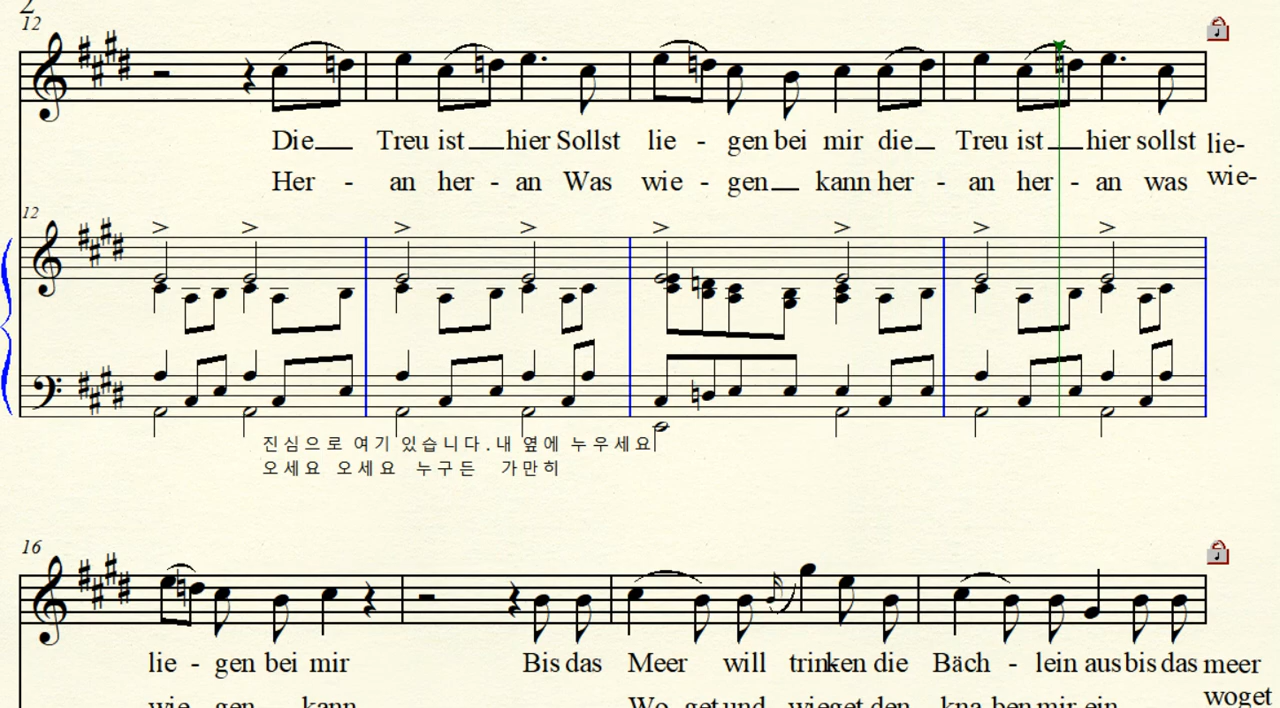 2
12
Die Treu ist hier Sollst lie - gen bei mir die Treu ist hier sollst lie-
Her - an her - an Was wie - gen kann her - an her - an was wie-
12
진심으로 여기 있습니다. 내 옆에 누우세요
오세요 오세요 누구든 가만히
16
lie - gen bei mir Bis das Meer will trinken die Bäch - lein aus bis das meer
wie gen kann Wo get und wieget den kna ben mir ein woget